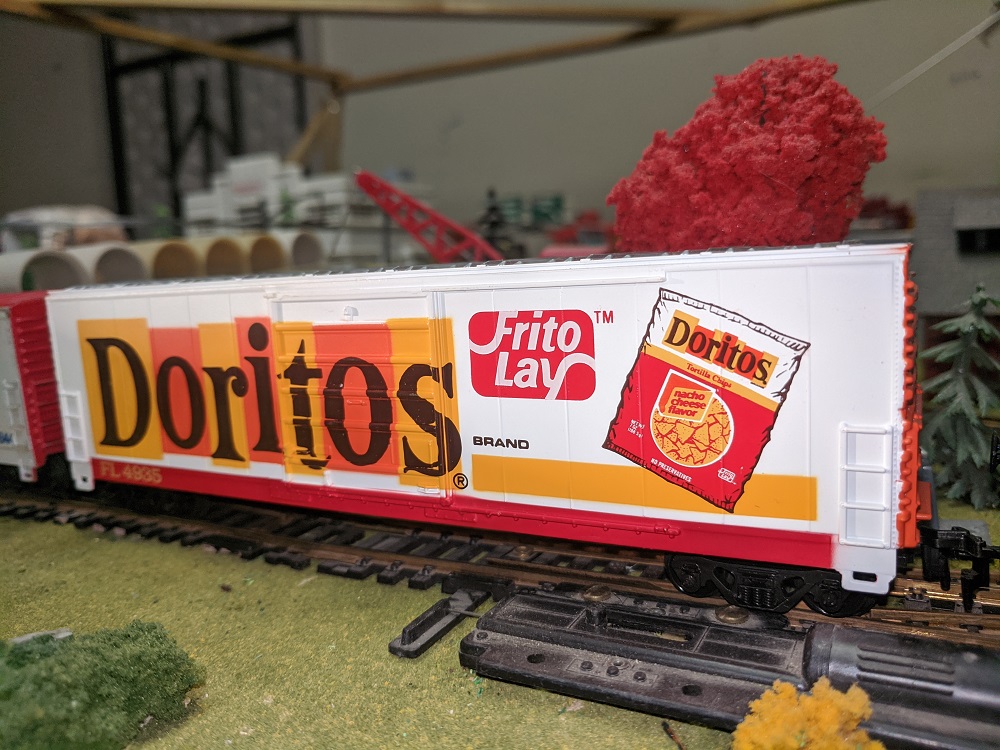 Doritos
®
FL 4935
Frito
Lay
TM
BRAND
Doritos
Tortilla Chips
nacho
cheese
flavor
NO PRESERVATIVES